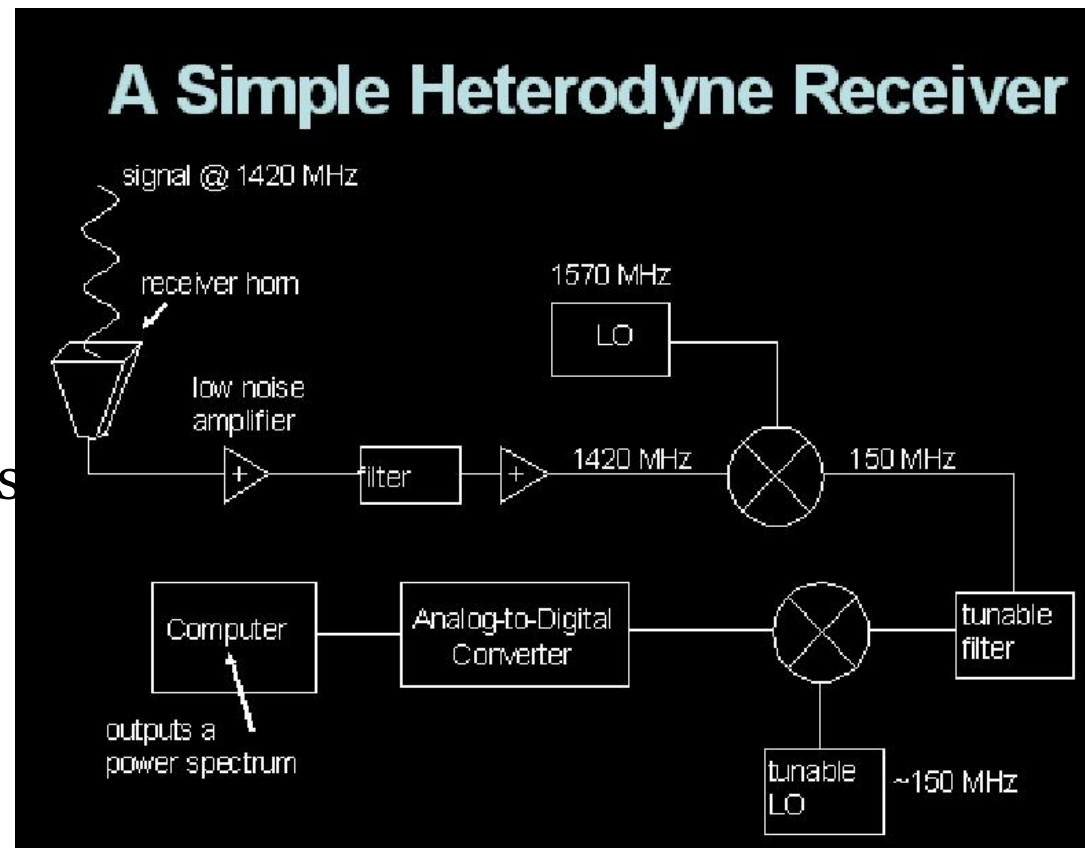 A Simple Heterodyne Receiver
signal @ 1420 MHz
receiver horn
1570 MHz
LO
low noise
amplifier
+
filter
+
1420 MHz
150 MHz
s
Computer
Analog-to-Digital
Converter
tunable
filter
outputs a
power spectrum
tunable
LO
~150 MHz